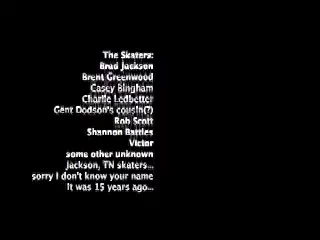 The Skaters:
Brad Jackson
Brent Greenwood
Casey Bingham
Charlie Ledbetter
Gent Dodson's cousin(?)
Rob Scott
Shannon Battles
Victor
some other unknown
Jackson, TN skaters...
sorry I don't know your name
It was 15 years ago...